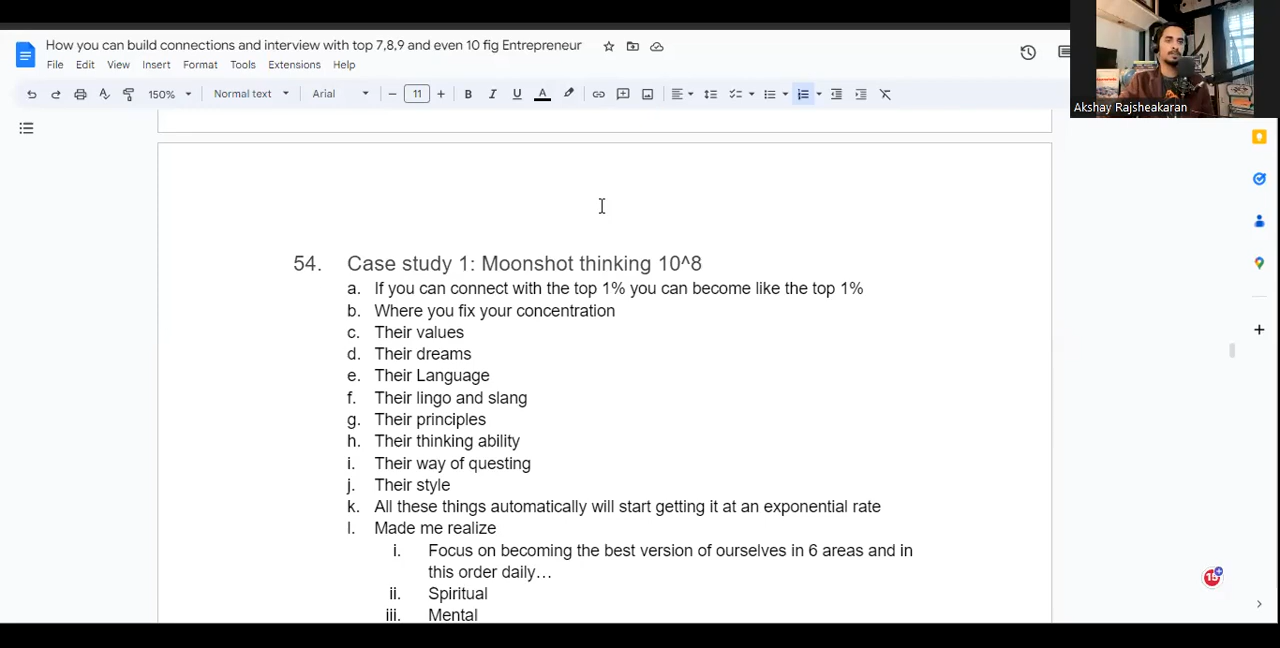 How you can build connections and interview with top 7,8,9 and even 10 fig Entrepreneur
File Edit View Insert Format Tools Extensions Help
150% Normal text Arial 11
Akshay Rajsheakaran
54. Case study 1: Moonshot thinking 10^8
a. If you can connect with the top 1% you can become like the top 1%
b. Where you fix your concentration
c. Their values
d. Their dreams
e. Their Language
f. Their lingo and slang
g. Their principles
h. Their thinking ability
i. Their way of questing
j. Their style
k. All these things automatically will start getting it at an exponential rate
l. Made me realize
i. Focus on becoming the best version of ourselves in 6 areas and in
this order daily…
ii. Spiritual
iii. Mental
15